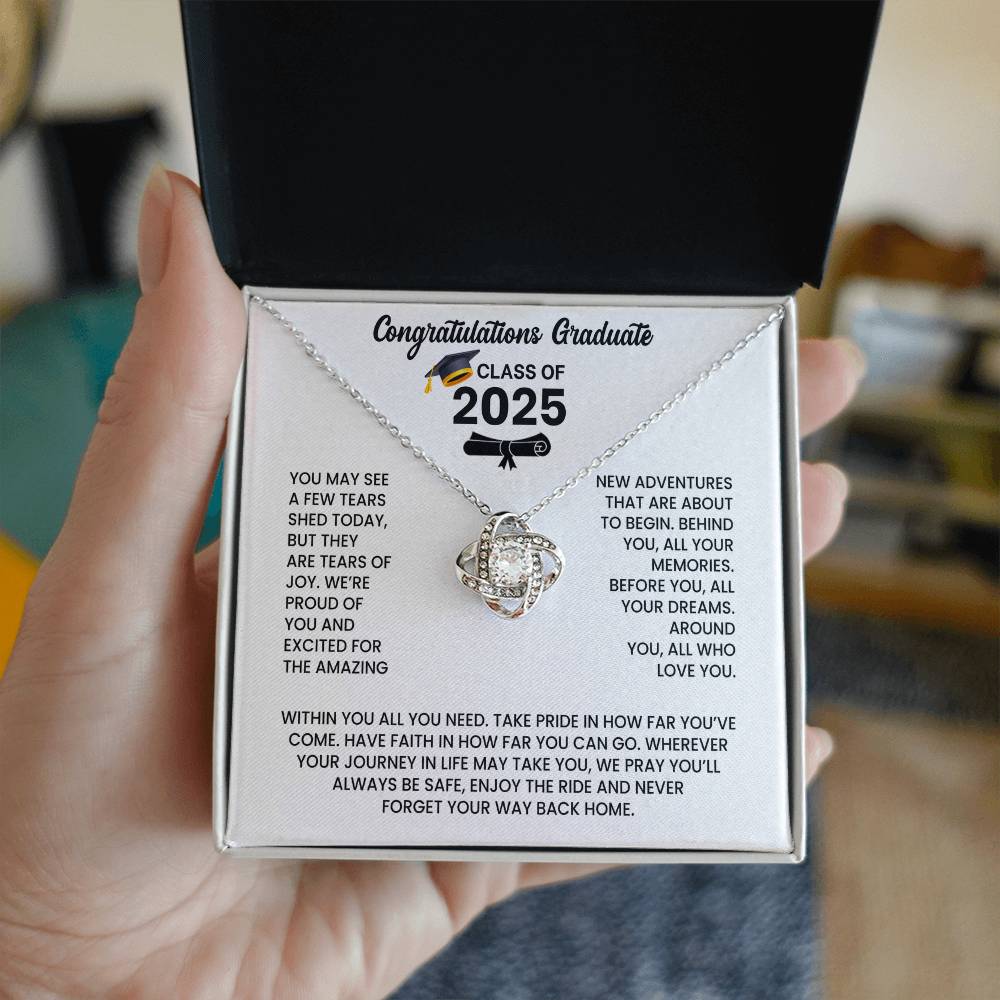 Congratulations Graduate
CLASS OF
2025
YOU MAY SEE
A FEW TEARS
SHED TODAY,
BUT THEY
ARE TEARS OF
JOY. WE'RE
PROUD OF
YOU AND
EXCITED FOR
THE AMAZING
NEW ADVENTURES
THAT ARE ABOUT
TO BEGIN. BEHIND
YOU, ALL YOUR
MEMORIES.
BEFORE YOU, ALL
YOUR DREAMS.
AROUND
YOU, ALL WHO
LOVE YOU.
WITHIN YOU ALL YOU NEED. TAKE PRIDE IN HOW FAR YOU'VE
COME. HAVE FAITH IN HOW FAR YOU CAN GO. WHEREVER
YOUR JOURNEY IN LIFE MAY TAKE YOU, WE PRAY YOU'LL
ALWAYS BE SAFE, ENJOY THE RIDE AND NEVER
FORGET YOUR WAY BACK HOME.